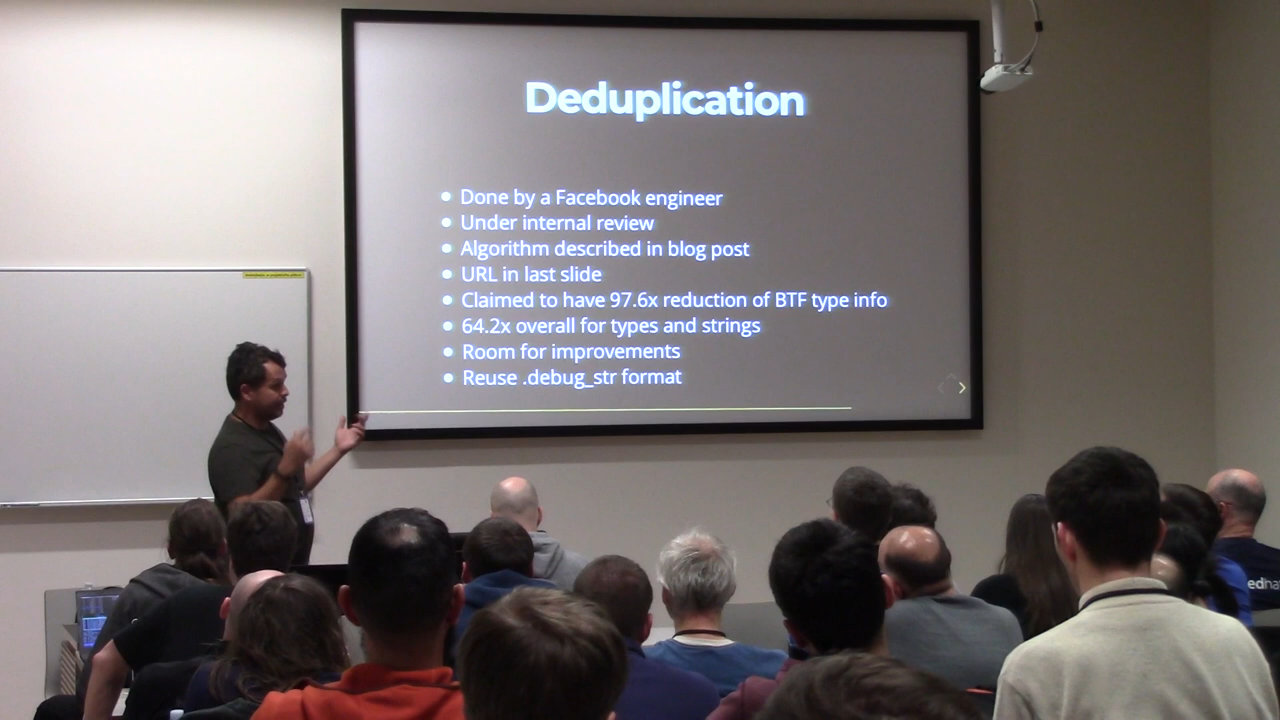 Deduplication
Done by a Facebook engineer
Under internal review
Algorithm described in blog post
URL in last slide
Claimed to have 97.6x reduction of BTF type info
64.2x overall for types and strings
Room for improvements
Reuse .debug_str format
edha